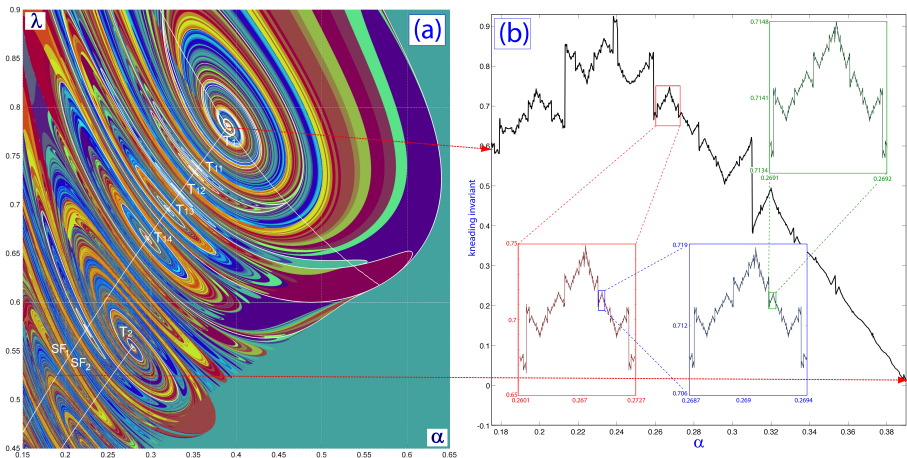 0.9
λ
(a)
0.8
0.75
0.7
0.65
0.6
0.55
0.5
0.45
T₁₁
T₁₂
T₁₃
T₁₄
T₂
SF₁
SF₂
α
0.1 0.15 0.2 0.25 0.3 0.35 0.4 0.45 0.5 0.55 0.6 0.65
(b)
kneading invariant
0.9
0.8
0.7
0.6
0.5
0.4
0.3
0.2
0.1
0
-0.1
0.18 0.2 0.22 0.24 0.26 0.28 0.3 0.32 0.34 0.36 0.38
α
0.7148
0.7141
0.7134
0.2691 0.2692
0.75
0.7
0.65
0.2601 0.267 0.2727
0.719
0.712
0.706
0.2687 0.269 0.2694